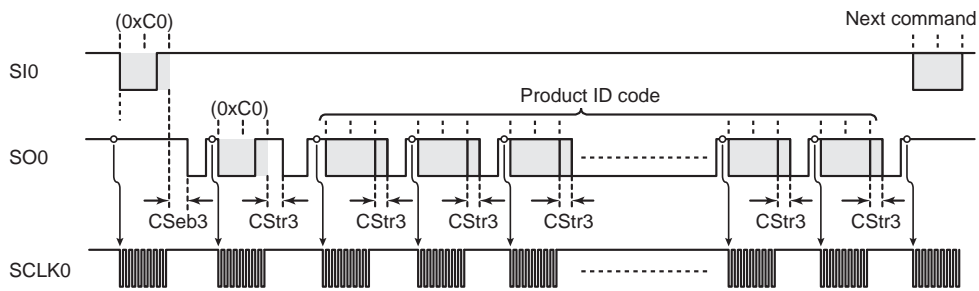 (0xC0)
Next command
SI0
(0xC0)
Product ID code
SO0
CSeb3
CStr3
CStr3
CStr3
CStr3
CStr3
CStr3
SCLK0